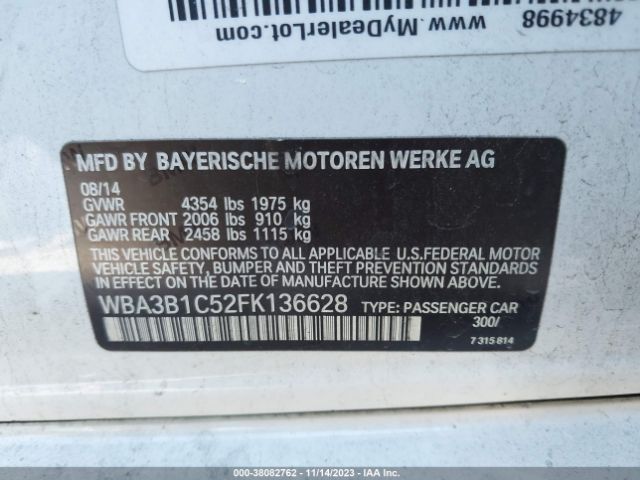 4834998
www.MyDealerLot.com
MFD BY BAYERISCHE MOTOREN WERKE AG
08/14
GVWR 4354 lbs 1975 kg
GAWR FRONT 2006 lbs 910 kg
GAWR REAR 2458 lbs 1115 kg
THIS VEHICLE CONFORMS TO ALL APPLICABLE U.S.FEDERAL MOTOR
VEHICLE SAFETY, BUMPER, AND THEFT PREVENTION
STANDARDS IN EFFECT ON THE DATE OF MANUFACTURE SHOWN ABOVE.
WBA3B1C52FK136628 TYPE: PASSENGER CAR
300/
7 315 814
STOCK #: 38082762 - 11/14/2023 - IAAI.COM